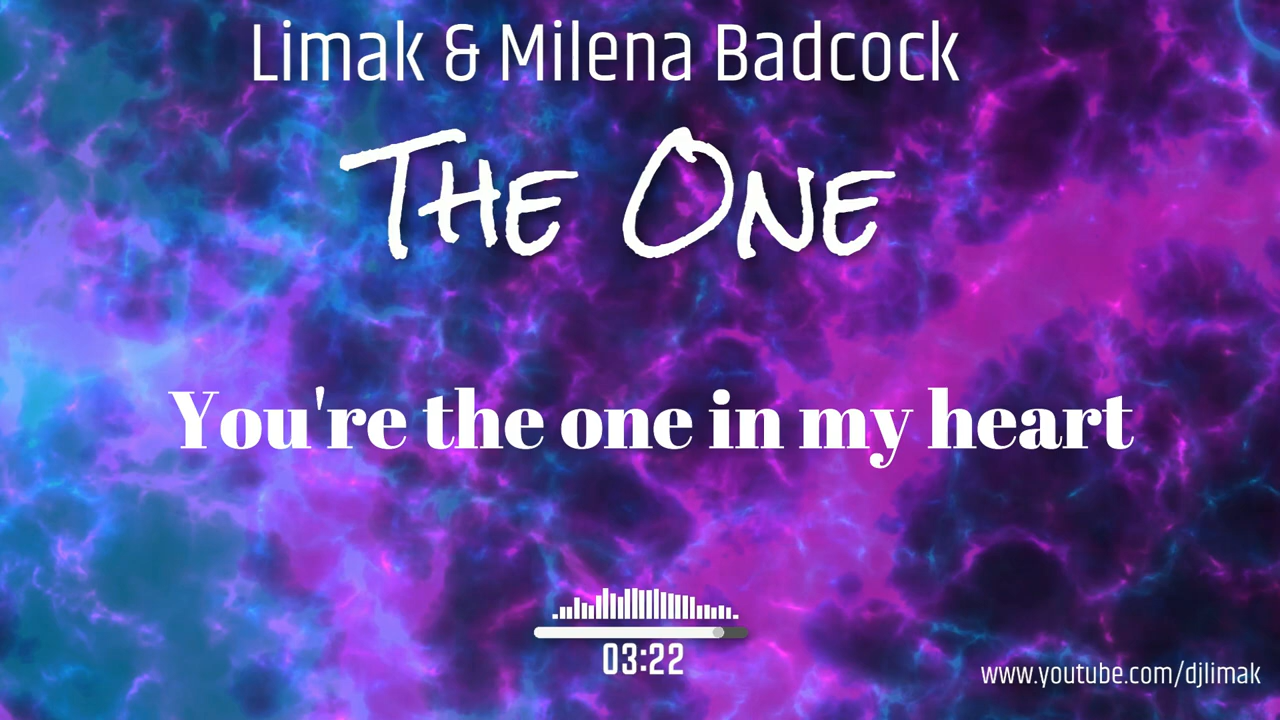 Limak & Milena Badcock
The One
You're the one in my heart
03:22
www.youtube.com/djlimak